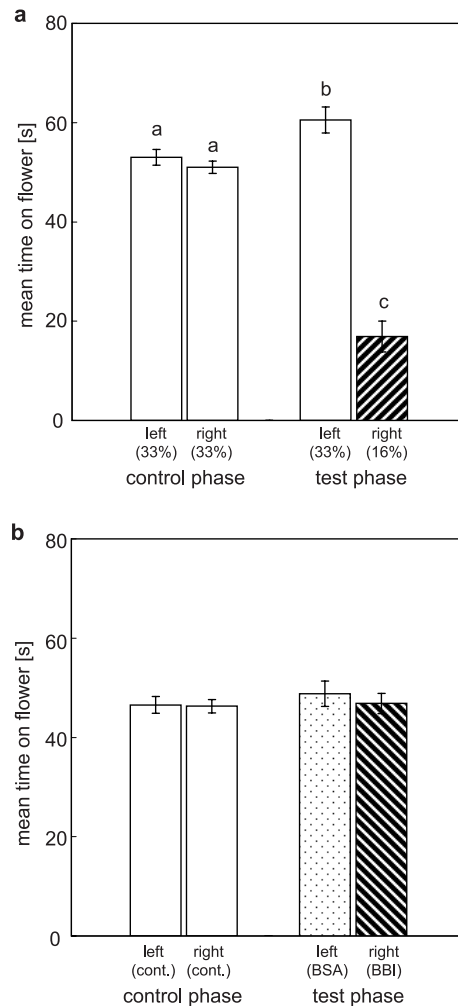 a
80
60
40
20
0
mean time on flower [s]
a a b c
left right left right
(33%) (33%) (33%) (16%)
control phase test phase
b
80
60
40
20
0
mean time on flower [s]
left right left right
(cont.) (cont.) (BSA) (BBI)
control phase test phase